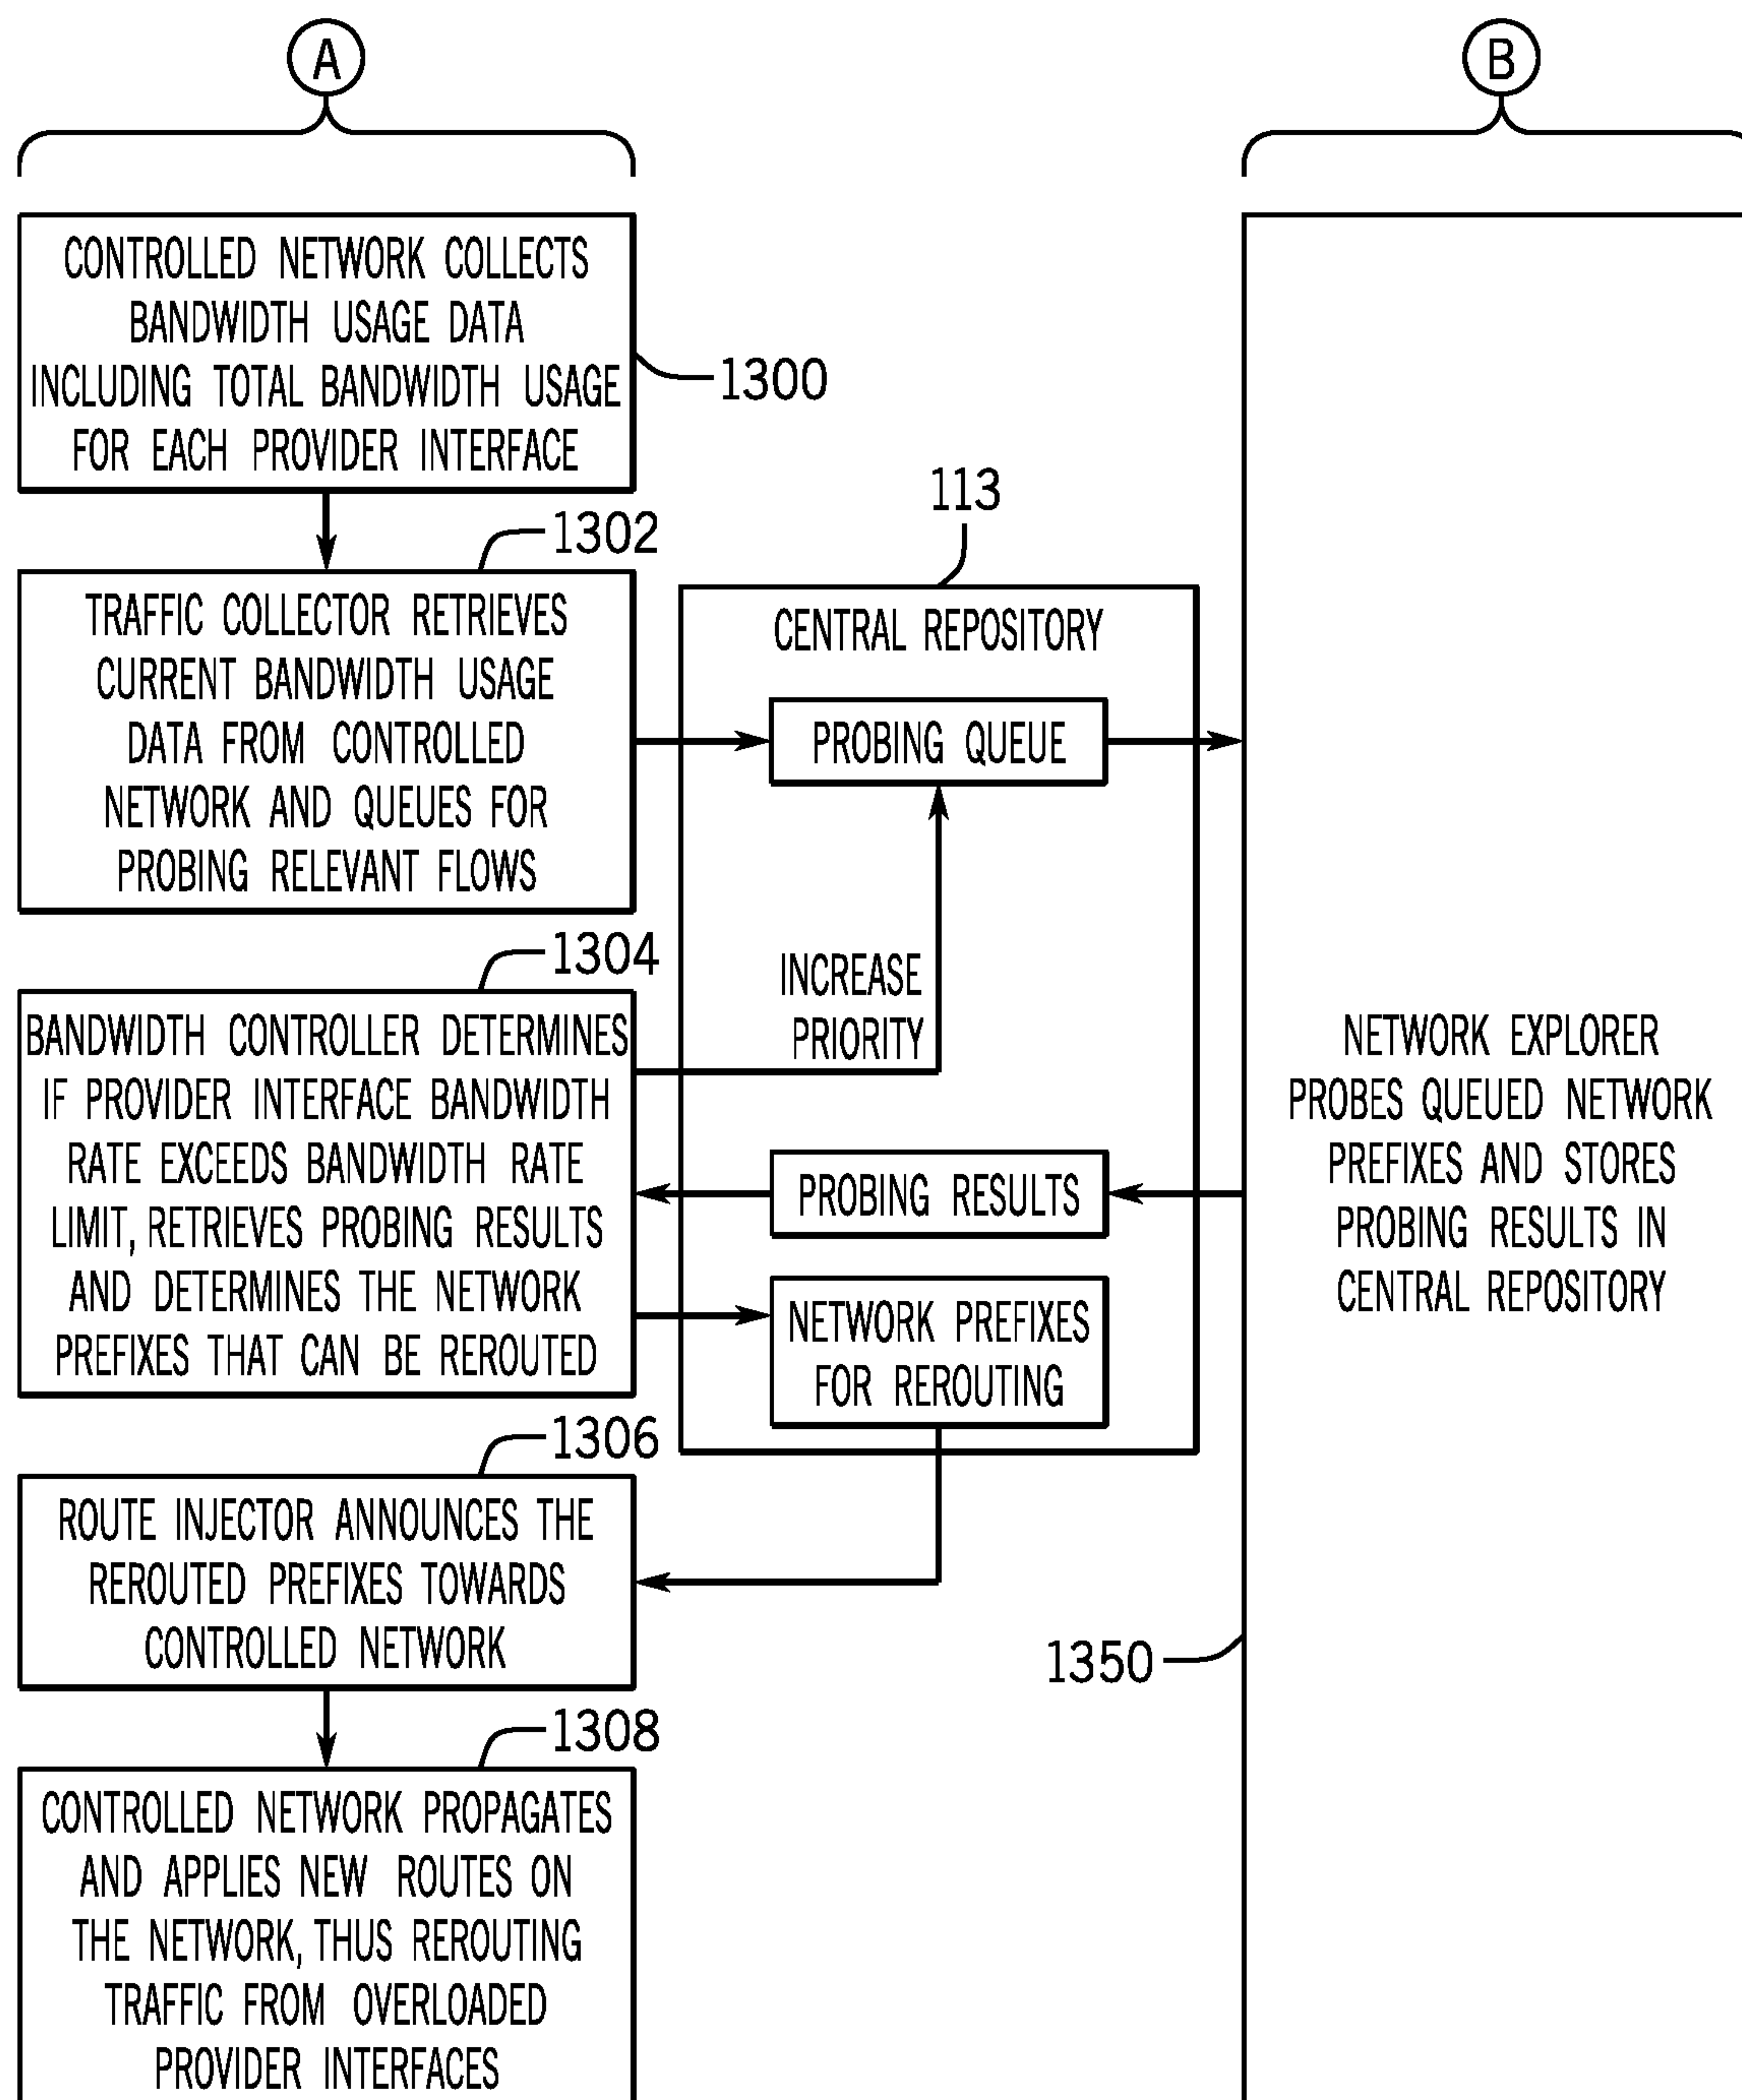 A
B
CONTROLLED NETWORK COLLECTS
BANDWIDTH USAGE DATA
INCLUDING TOTAL BANDWIDTH USAGE
FOR EACH PROVIDER INTERFACE
1300
1302
TRAFFIC COLLECTOR RETRIEVES
CURRENT BANDWIDTH USAGE
DATA FROM CONTROLLED
NETWORK AND QUEUES FOR
PROBING RELEVANT FLOWS
113
CENTRAL REPOSITORY
PROBING QUEUE
INCREASE
PRIORITY
1304
BANDWIDTH CONTROLLER DETERMINES
IF PROVIDER INTERFACE BANDWIDTH
RATE EXCEEDS BANDWIDTH RATE
LIMIT, RETRIEVES PROBING RESULTS
AND DETERMINES THE NETWORK
PREFIXES THAT CAN BE REROUTED
PROBING RESULTS
NETWORK PREFIXES
FOR REROUTING
NETWORK EXPLORER
PROBES QUEUED NETWORK
PREFIXES AND STORES
PROBING RESULTS IN
CENTRAL REPOSITORY
1306
ROUTE INJECTOR ANNOUNCES THE
REROUTED PREFIXES TOWARDS
CONTROLLED NETWORK
1350
1308
CONTROLLED NETWORK PROPAGATES
AND APPLIES NEW ROUTES ON
THE NETWORK, THUS REROUTING
TRAFFIC FROM OVERLOADED
PROVIDER INTERFACES